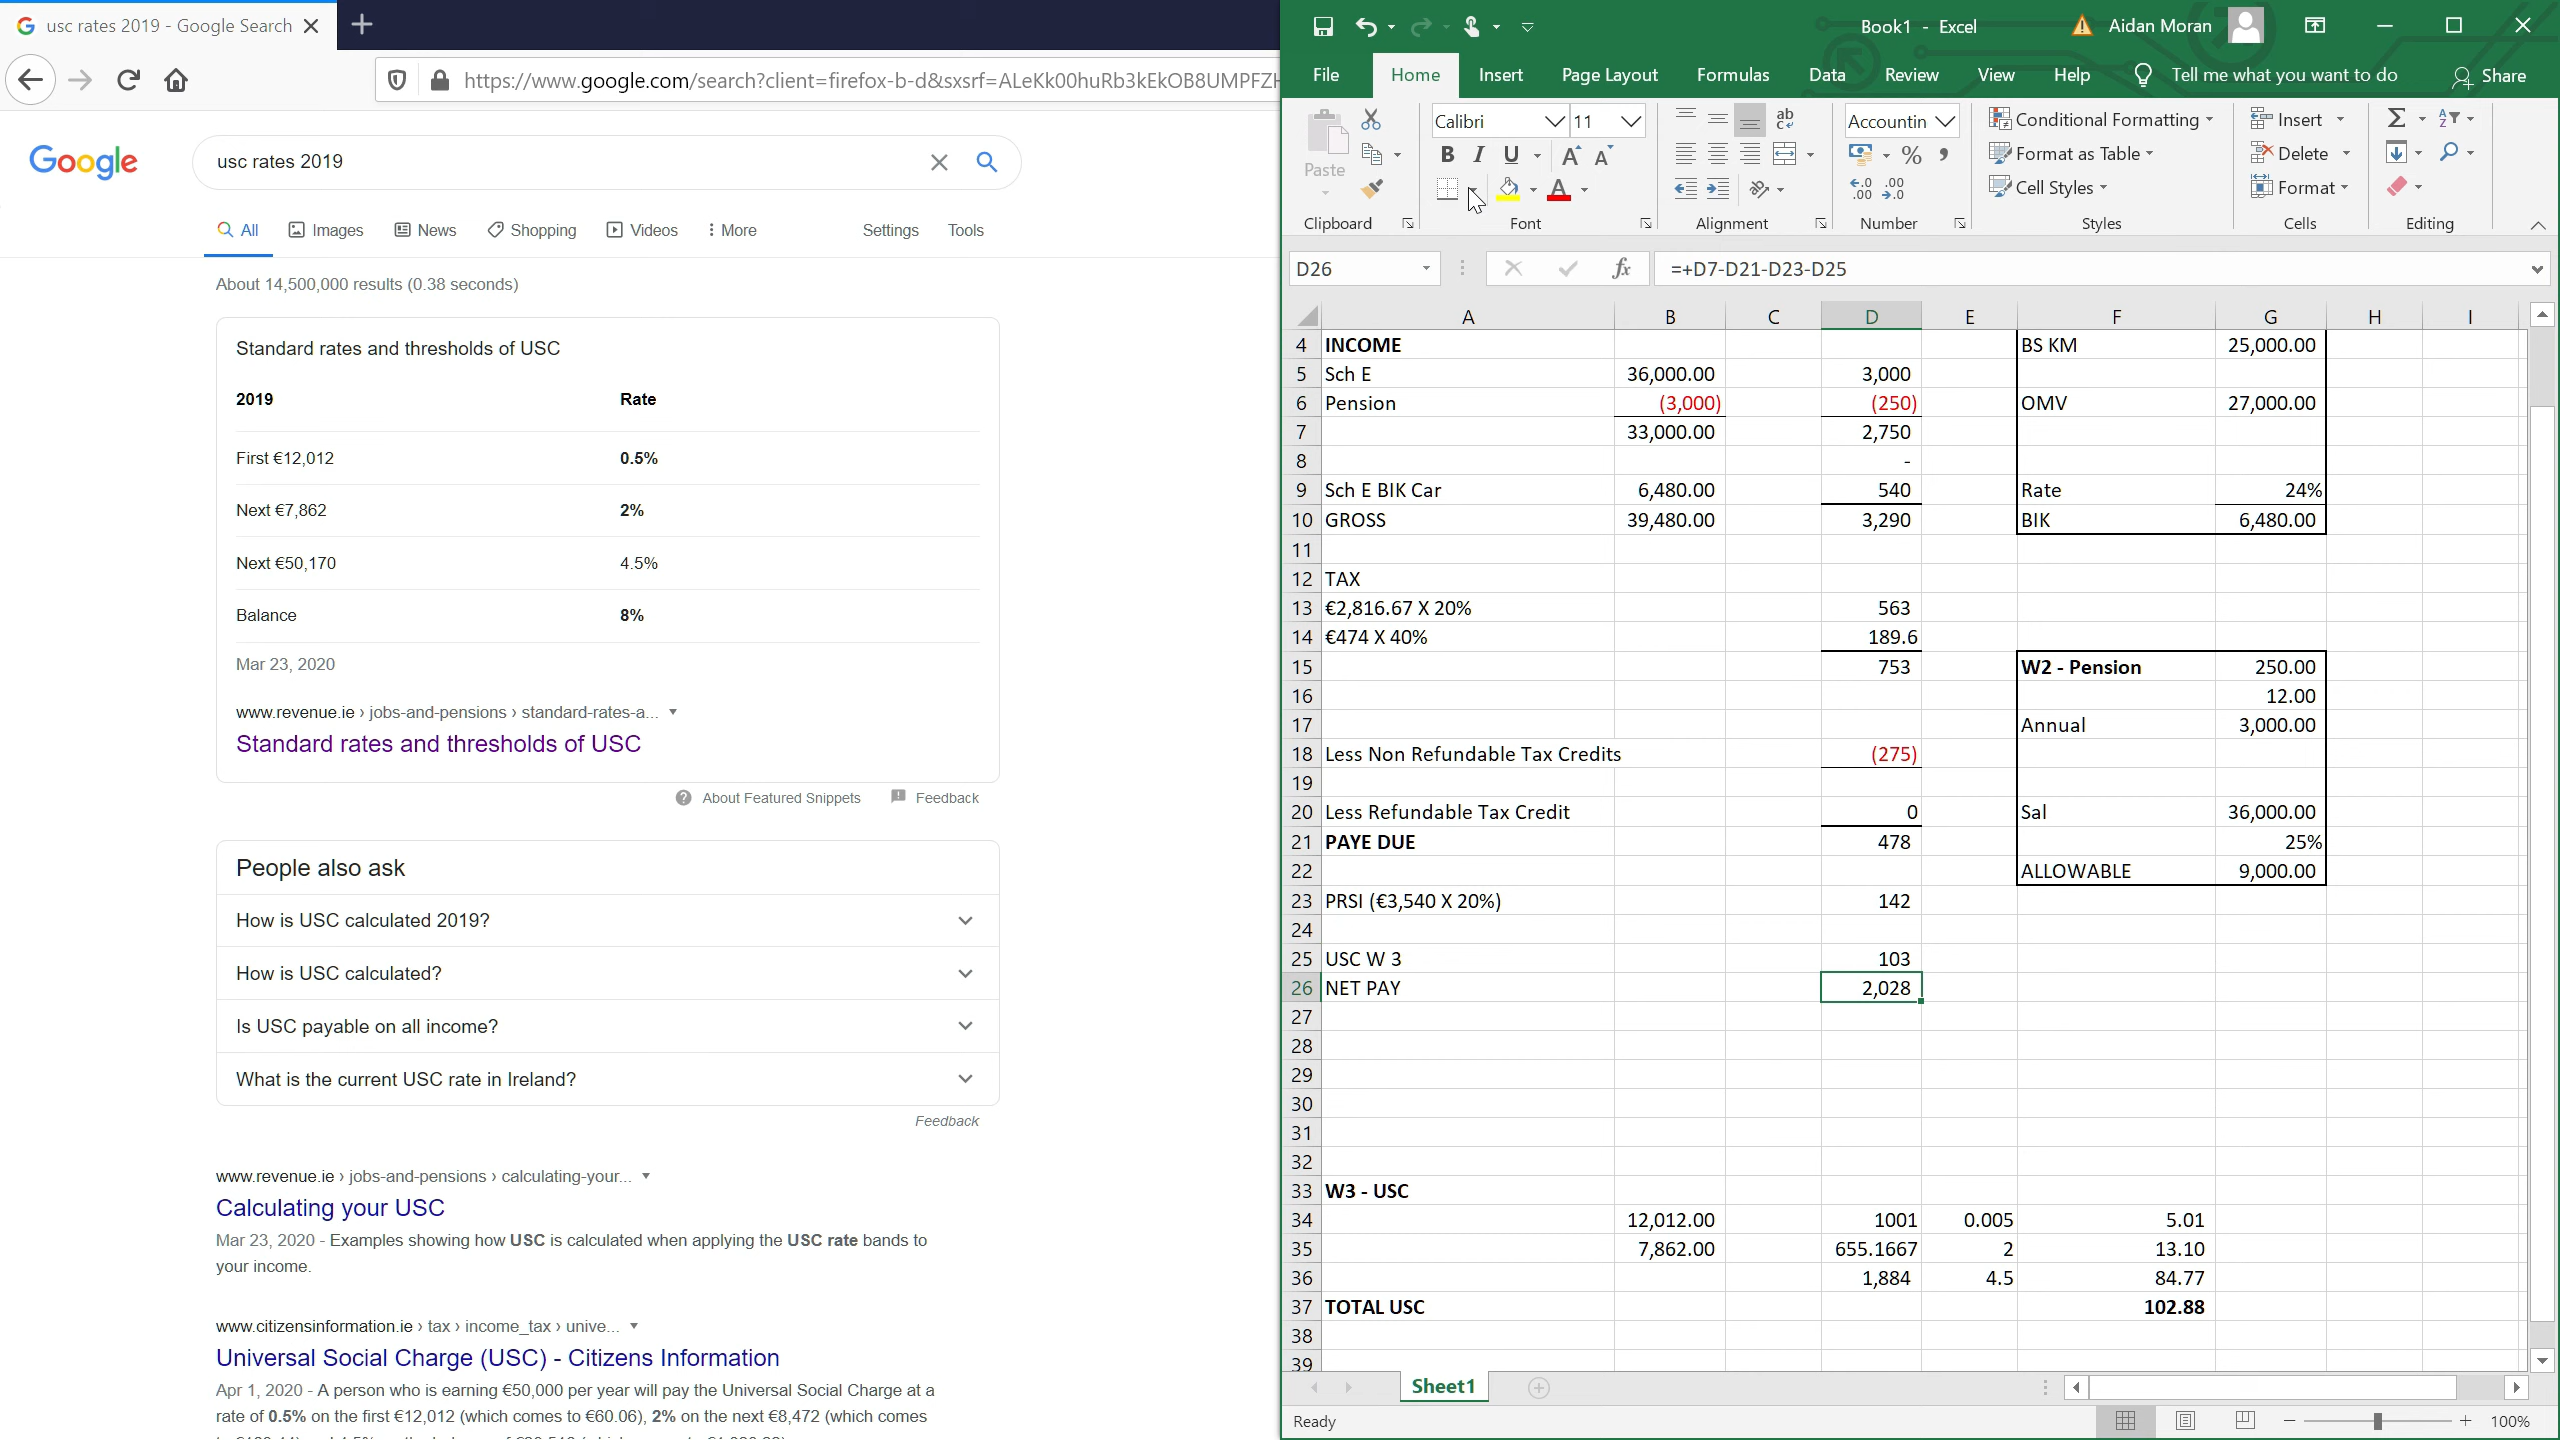 usc rates 2019 - Google Search
https://www.google.com/search?client=firefox-b-d&sxsrf=ALeKk00huRb3kEkOB8UMPFZH
Google
usc rates 2019
All Images News Shopping Videos More Settings Tools
About 14,500,000 results (0.38 seconds)
Standard rates and thresholds of USC
2019 Rate
First €12,012 0.5%
Next €7,862 2%
Next €50,170 4.5%
Balance 8%
Mar 23, 2020
www.revenue.ie › jobs-and-pensions › standard-rates-a...
Standard rates and thresholds of USC
About Featured Snippets Feedback
People also ask
How is USC calculated 2019?
How is USC calculated?
Is USC payable on all income?
What is the current USC rate in Ireland?
Feedback
www.revenue.ie › jobs-and-pensions › calculating-your...
Calculating your USC
Mar 23, 2020 - Examples showing how USC is calculated when applying the USC rate bands to
your income.
www.citizensinformation.ie › tax › income_tax › unive...
Universal Social Charge (USC) - Citizens Information
Apr 1, 2020 - A person who is earning €50,000 per year will pay the Universal Social Charge at a
rate of 0.5% on the first €12,012 (which comes to €60.06), 2% on the next €8,472 (which comes
Book1 - Excel Aidan Moran
File Home Insert Page Layout Formulas Data Review View Help Tell me what you want to do Share
Paste
Clipboard
Calibri 11
B I U A A
A
Font
ab
Alignment
Accountin
%
Number
Conditional Formatting
Format as Table
Cell Styles
Styles
Insert
Delete
Format
Cells
Editing
D26 fx =+D7-D21-D23-D25
A B C D E F G H I
4 INCOME BS KM 25,000.00
5 Sch E 36,000.00 3,000
6 Pension (3,000) (250) OMV 27,000.00
7 33,000.00 2,750
8 -
9 Sch E BIK Car 6,480.00 540 Rate 24%
10 GROSS 39,480.00 3,290 BIK 6,480.00
11
12 TAX
13 €2,816.67 X 20% 563
14 €474 X 40% 189.6
15 753 W2 - Pension 250.00
16 12.00
17 Annual 3,000.00
18 Less Non Refundable Tax Credits (275)
19
20 Less Refundable Tax Credit 0 Sal 36,000.00
21 PAYE DUE 478 25%
22 ALLOWABLE 9,000.00
23 PRSI (€3,540 X 20%) 142
24
25 USC W 3 103
26 NET PAY 2,028
27
28
29
30
31
32
33 W3 - USC
34 12,012.00 1001 0.005 5.01
35 7,862.00 655.1667 2 13.10
36 1,884 4.5 84.77
37 TOTAL USC 102.88
38
39
Sheet1
Ready 100%